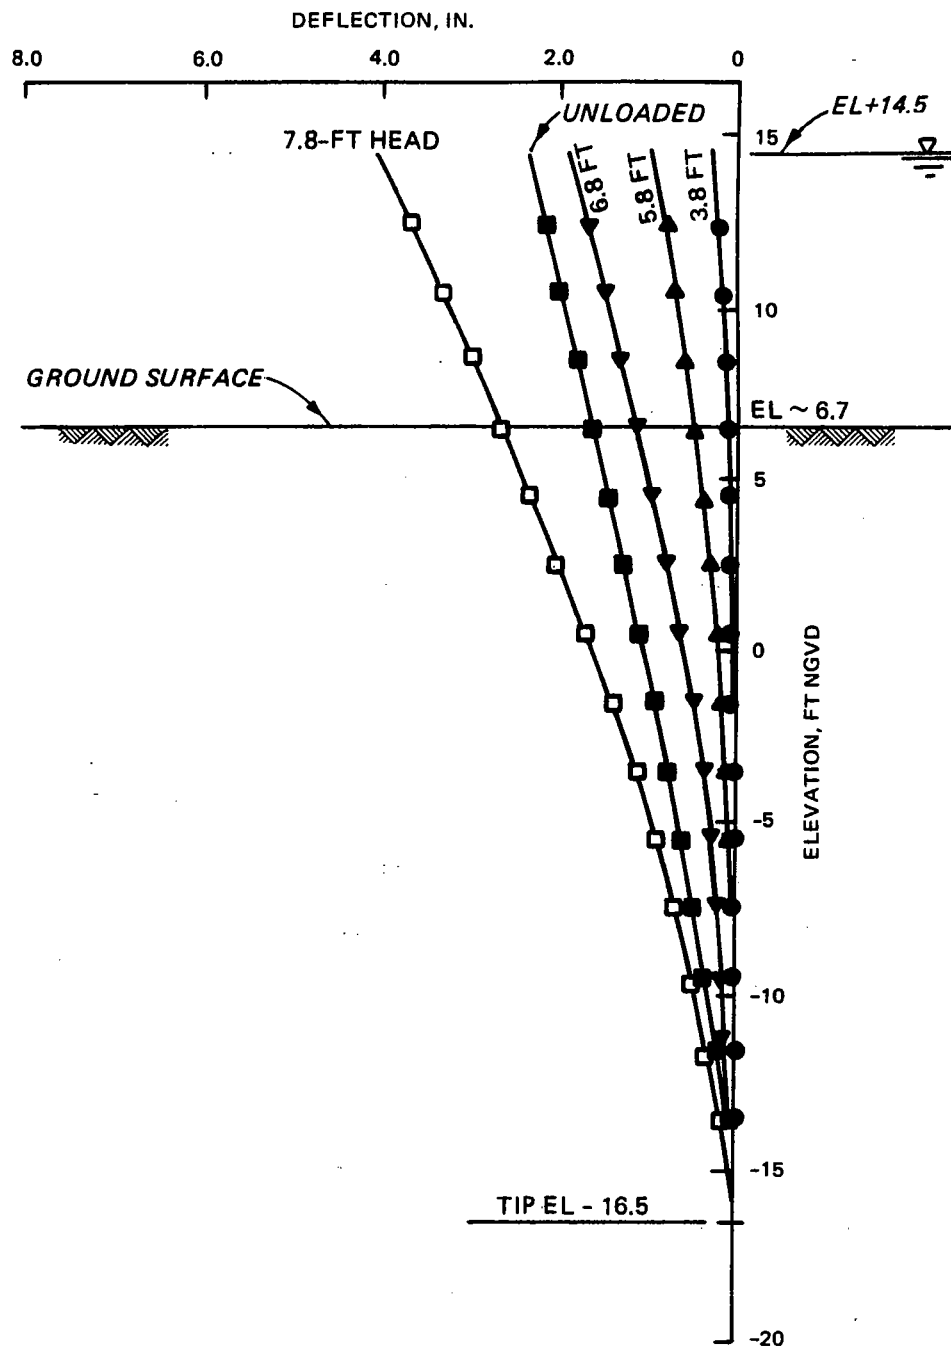 DEFLECTION, IN.
8.0 6.0 4.0 2.0 0
UNLOADED
EL+14.5
7.8-FT HEAD
6.8 FT
5.8 FT
3.8 FT
15
10
GROUND SURFACE
EL ~ 6.7
5
0
ELEVATION, FT NGVD
-5
-10
-15
TIP EL - 16.5
-20